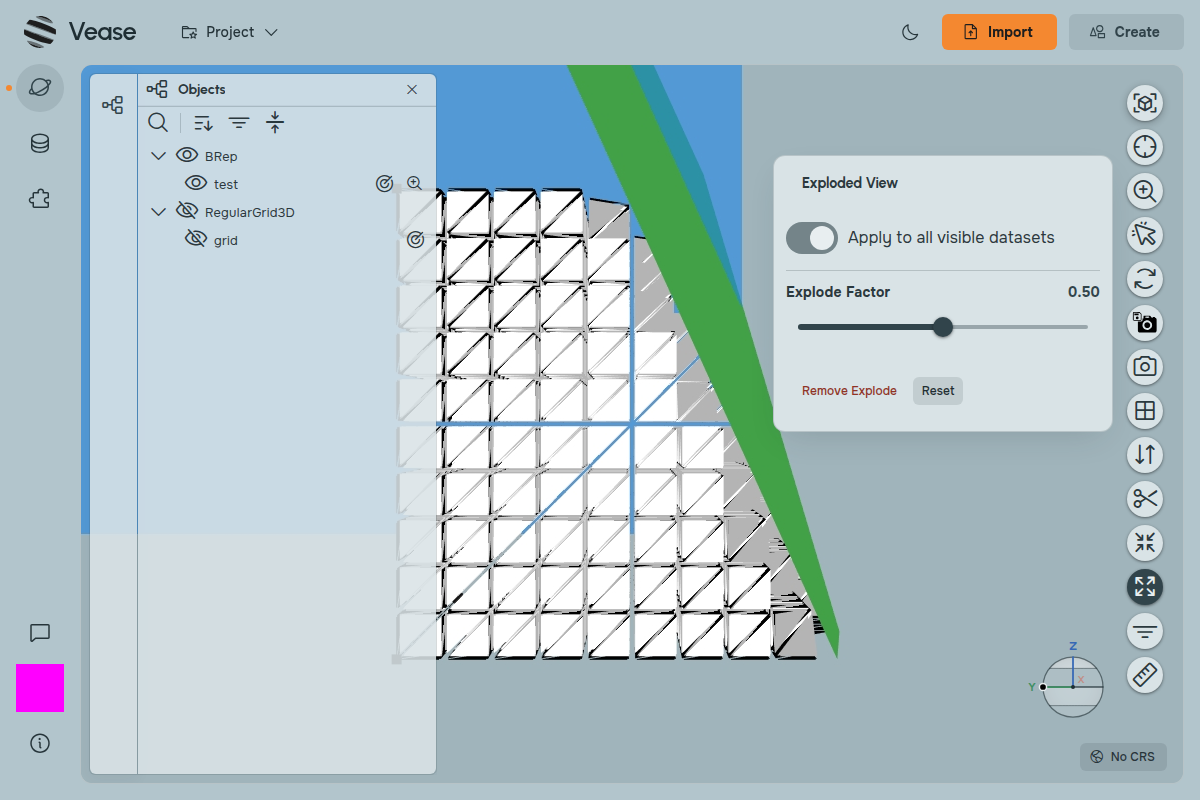 Vease
Project
Import
Create
Objects
BRep
test
RegularGrid3D
grid
Exploded View
Apply to all visible datasets
Explode Factor
0.50
Remove Explode
Reset
Z
Y
X
No CRS